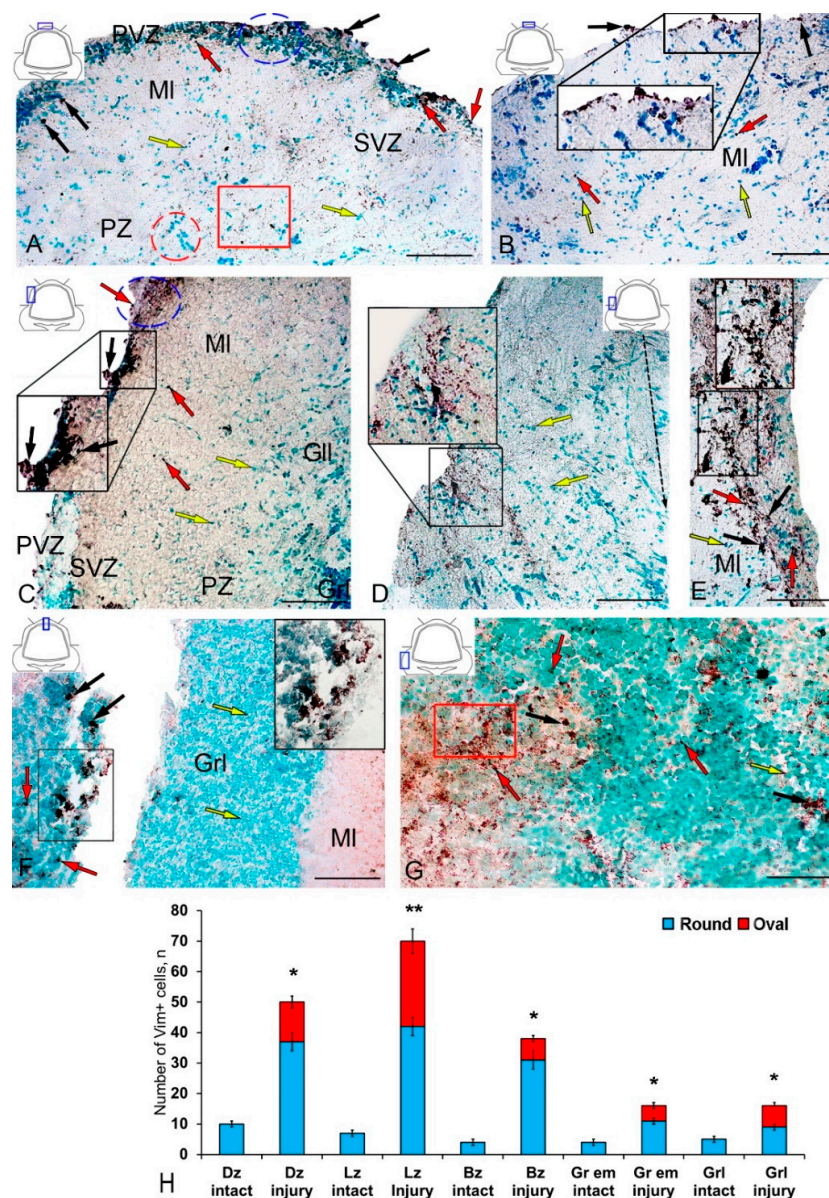 PVZ
MI
SVZ
PZ
A
MI
B
MI
Gll
PVZ
SVZ
PZ
Grl
C
D
MI
E
Grl
MI
F
G
80
70
60
50
40
30
20
10
0
Number of Vim+ cells, n
Round
Oval
*
**
*
*
*
H
Dz intact
Dz injury
Lz intact
Lz Injury
Bz intact
Bz injury
Gr em intact
Gr em injury
Grl intact
Grl injury